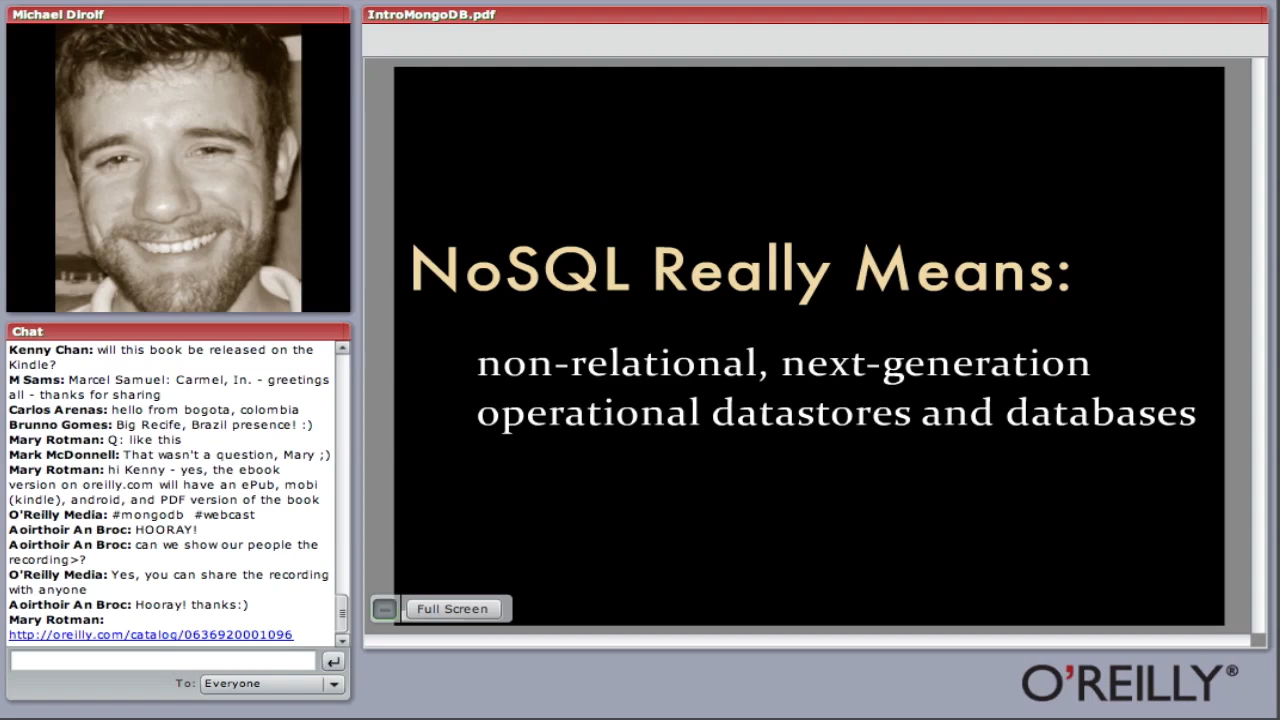 Michael Dirolf
IntroMongoDB.pdf
NoSQL Really Means:
non-relational, next-generation
operational datastores and databases
Full Screen
Chat
Kenny Chan: will this book be released on the
Kindle?
M Sams: Marcel Samuel: Carmel, In. - greetings
all - thanks for sharing
Carlos Arenas: hello from bogota, colombia
Brunno Gomes: Big Recife, Brazil presence! :)
Mary Rotman: Q: like this
Mark McDonnell: That wasn't a question, Mary ;)
Mary Rotman: hi Kenny - yes, the ebook
version on oreilly.com will have an ePub, mobi
(kindle), android, and PDF version of the book
O'Reilly Media: #mongodb #webcast
Aoirthoir An Broc: HOORAY!
Aoirthoir An Broc: can we show our people the
recording>?
O'Reilly Media: Yes, you can share the recording
with anyone
Aoirthoir An Broc: Hooray! thanks:)
Mary Rotman:
http://oreilly.com/catalog/0636920001096
To: Everyone
O'REILLY®